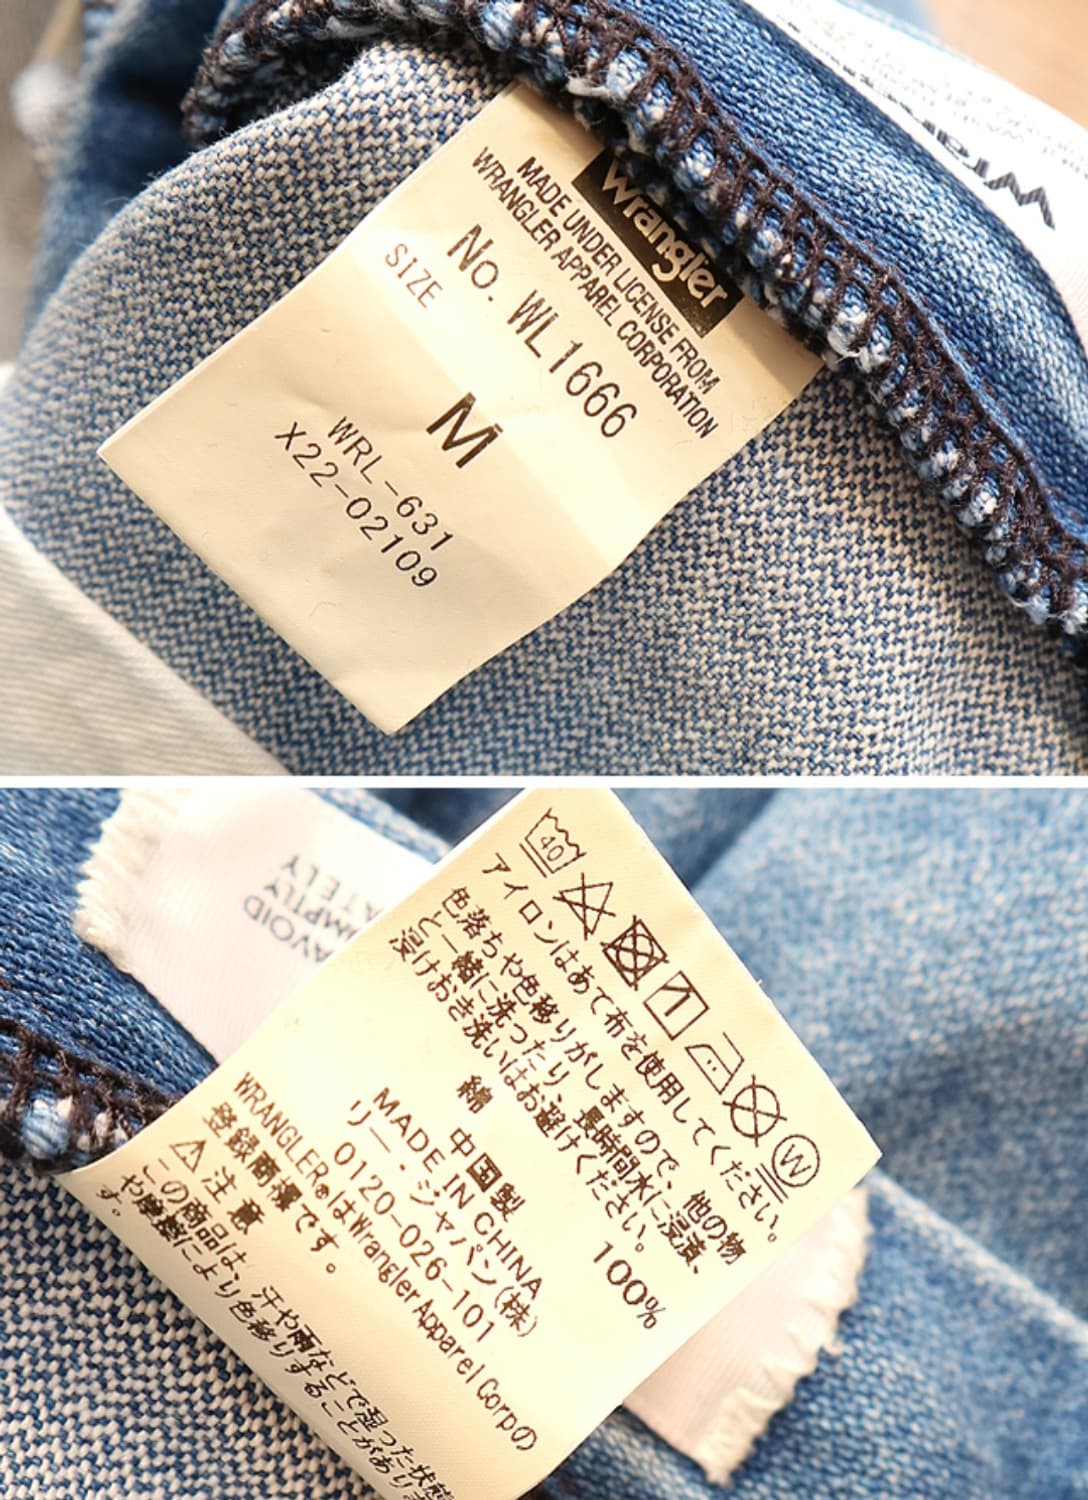 Wrangler
MADE UNDER LICENSE FROM
WRANGLER APPAREL CORPORATION
No. WL1666
SIZE
M
WRL-631
X22-02109
40
W
アイロンはあて布を使用してください。
色落ちや色移りがしますので、他の物
と一緒に洗ったり、長時間水に浸漬、
浸けおき洗いはお避けください。
綿 100%
中国製
MADE IN CHINA
リー・ジャパン(株)
0120-026-101
WRANGLER®はWrangler Apparel Corpの
登録商標です。
⚠注意
この商品は、汗や雨などで湿った状態
や摩擦により色移りすることがありま
す。
AVOID
ATELY